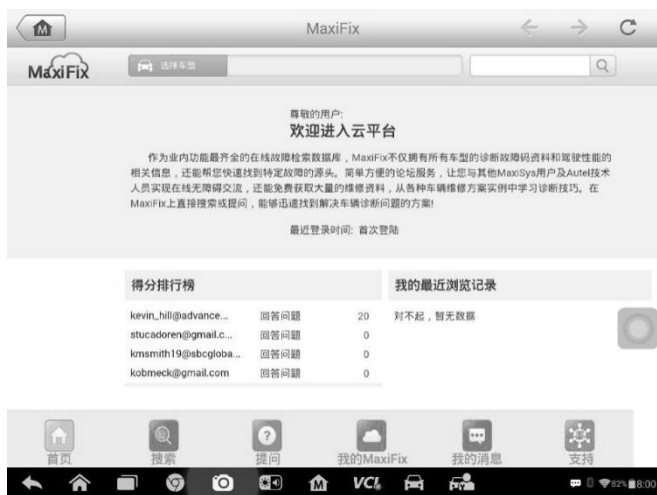 MaxiFix
MaxiFix
选择车型
尊敬的用户:
欢迎进入云平台
作为业内功能最齐全的在线故障检索数据库，MaxiFix不仅拥有所有车型的诊断故障码资料和驾驶性能的
相关信息，还能帮您快速找到特定故障的源头。简单方便的论坛服务，让您与其他MaxiSys用户及Autel技术
人员实现在线无障碍交流，还能免费获取大量的维修资料，从各种车辆维修方案实例中学习诊断技巧。在
MaxiFix上直接搜索或提问，能够迅速找到解决车辆诊断问题的方案!
最近登录时间: 首次登陆
得分排行榜
kevin_hill@advance... 回答问题 20
stucadoren@gmail.c... 回答问题 0
kmsmith19@sbcgloba... 回答问题 0
kobmeck@gmail.com 回答问题 0
我的最近浏览记录
对不起，暂无数据
首页 搜索 提问 我的MaxiFix 我的消息 支持
M VCI 82% 8:00